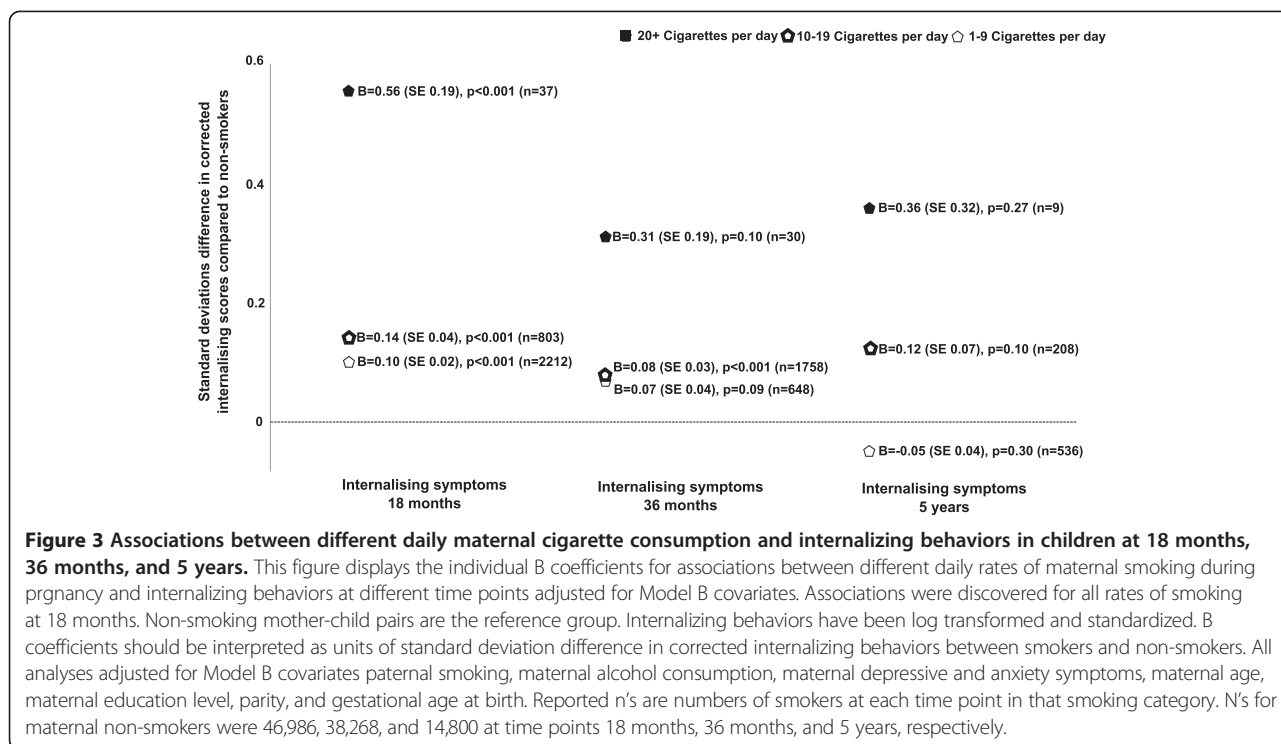 20+ Cigarettes per day 10-19 Cigarettes per day 1-9 Cigarettes per day
Standard deviations difference in corrected
internalising scores compared to non-smokers
0.6
B=0.56 (SE 0.19), p<0.001 (n=37)
0.4
B=0.36 (SE 0.32), p=0.27 (n=9)
B=0.31 (SE 0.19), p=0.10 (n=30)
0.2
B=0.14 (SE 0.04), p<0.001 (n=803)
B=0.12 (SE 0.07), p=0.10 (n=208)
B=0.10 (SE 0.02), p<0.001 (n=2212)
B=0.08 (SE 0.03), p<0.001 (n=1758)
B=0.07 (SE 0.04), p=0.09 (n=648)
0
B=-0.05 (SE 0.04), p=0.30 (n=536)
Internalising symptoms
18 months
Internalising symptoms
36 months
Internalising symptoms
5 years
Figure 3 Associations between different daily maternal cigarette consumption and internalizing behaviors in children at 18 months,
36 months, and 5 years. This figure displays the individual B coefficients for associations between different daily rates of maternal smoking during
prgnancy and internalizing behaviors at different time points adjusted for Model B covariates. Associations were discovered for all rates of smoking
at 18 months. Non-smoking mother-child pairs are the reference group. Internalizing behaviors have been log transformed and standardized. B
coefficients should be interpreted as units of standard deviation difference in corrected internalizing behaviors between smokers and non-smokers. All
analyses adjusted for Model B covariates paternal smoking, maternal alcohol consumption, maternal depressive and anxiety symptoms, maternal age,
maternal education level, parity, and gestational age at birth. Reported n's are numbers of smokers at each time point in that smoking category. N's for
maternal non-smokers were 46,986, 38,268, and 14,800 at time points 18 months, 36 months, and 5 years, respectively.